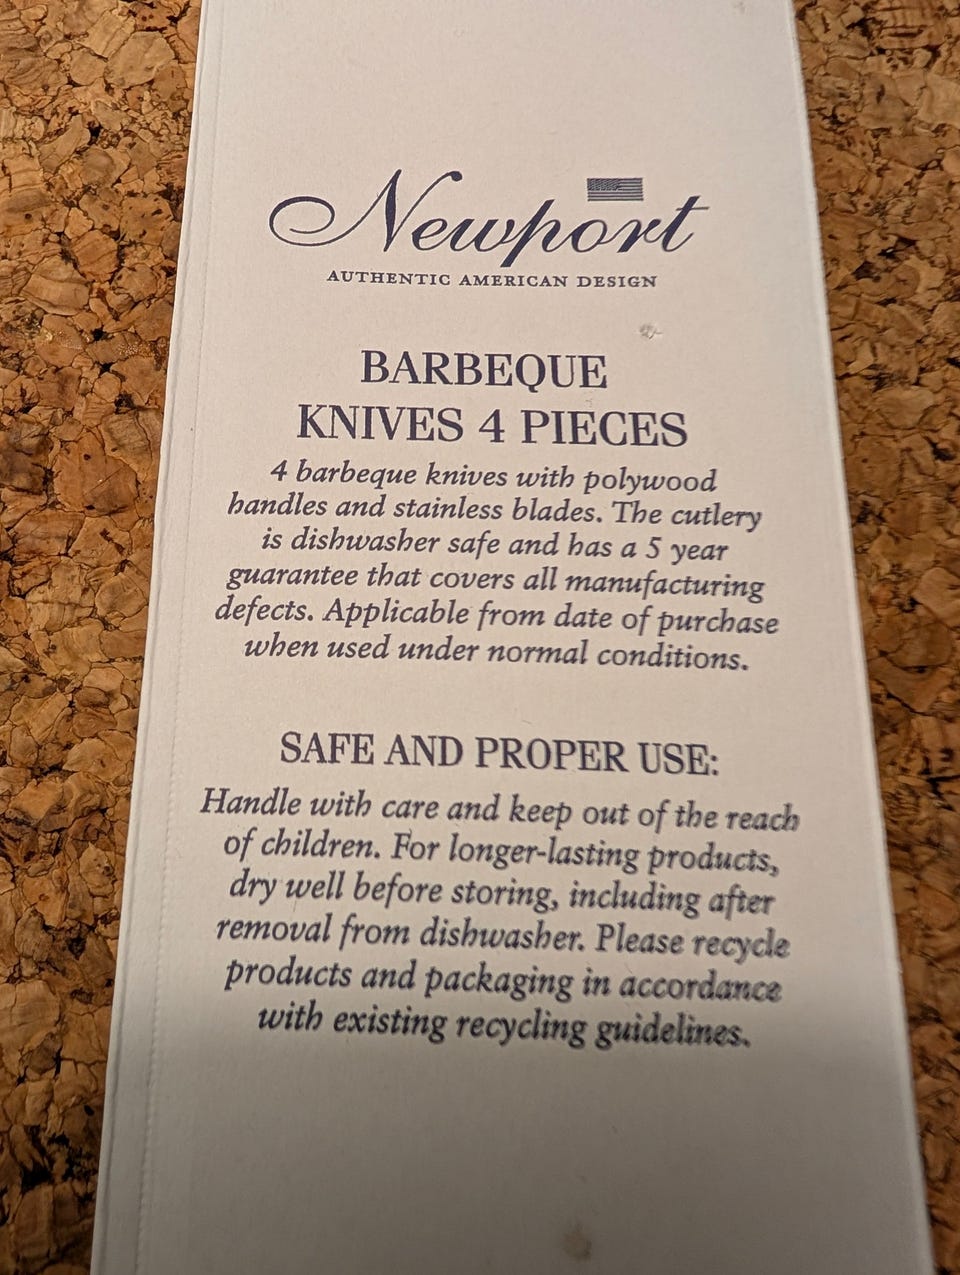 Newport
AUTHENTIC AMERICAN DESIGN
BARBEQUE
KNIVES 4 PIECES
4 barbeque knives with polywood
handles and stainless blades. The cutlery
is dishwasher safe and has a 5 year
guarantee that covers all manufacturing
defects. Applicable from date of purchase
when used under normal conditions.
SAFE AND PROPER USE:
Handle with care and keep out of the reach
of children. For longer-lasting products,
dry well before storing, including after
removal from dishwasher. Please recycle
products and packaging in accordance
with existing recycling guidelines.